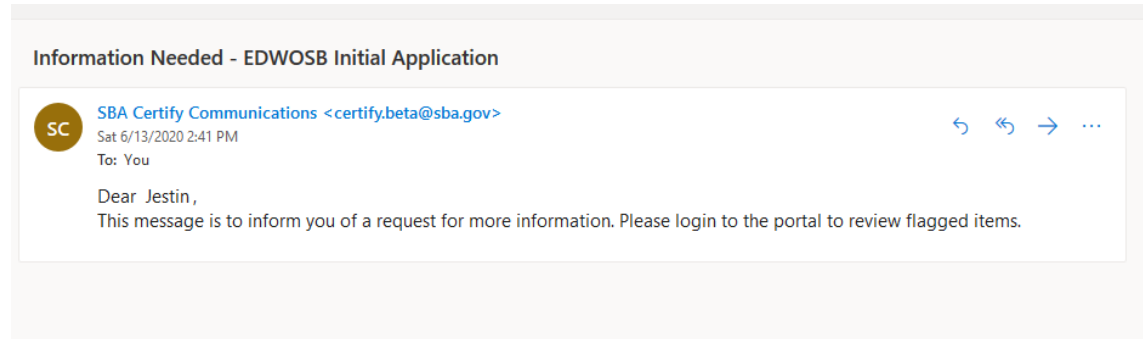 Information Needed - EDWOSB Initial Application
SC
SBA Certify Communications <certify.beta@sba.gov>
Sat 6/13/2020 2:41 PM
To: You
Dear Jestin,
This message is to inform you of a request for more information. Please login to the portal to review flagged items.